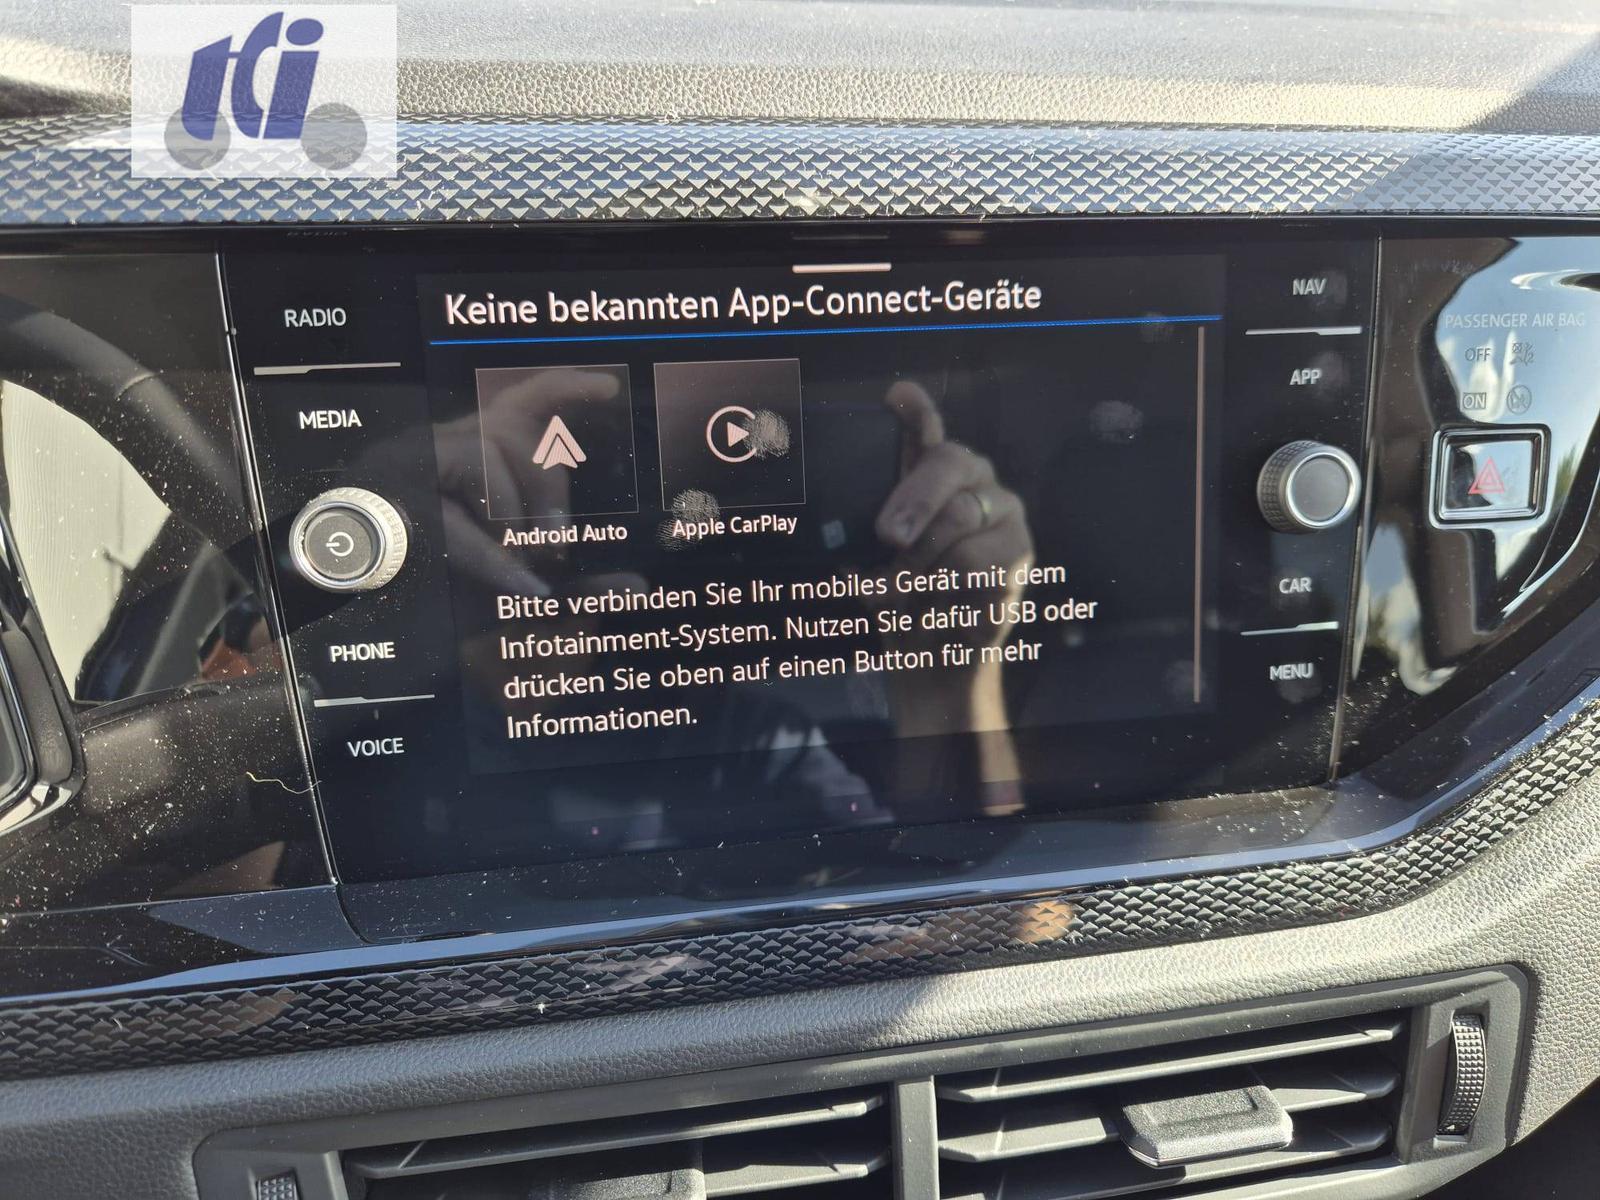 tCi
RADIO
MEDIA
PHONE
VOICE
Keine bekannten App-Connect-Geräte
Android Auto
Apple CarPlay
Bitte verbinden Sie Ihr mobiles Gerät mit dem
Infotainment-System. Nutzen Sie dafür USB oder
drücken Sie oben auf einen Button für mehr
Informationen.
NAV
APP
CAR
MENU
PASSENGER AIR BAG
OFF
ON